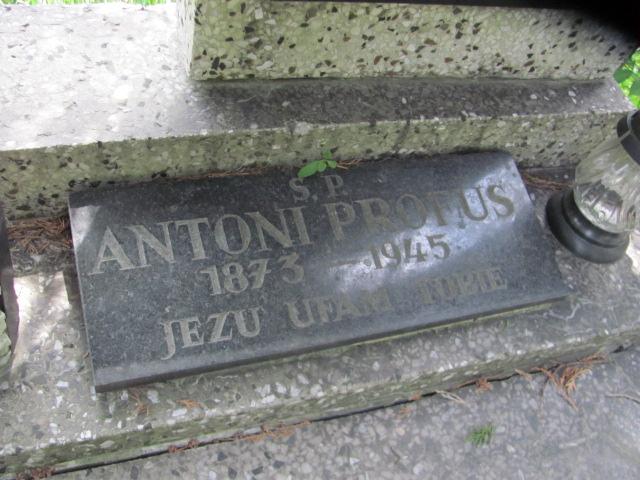 Ś. P.
ANTONI PROFUS
1873 — 1945
JEZU UFAM TOBIE